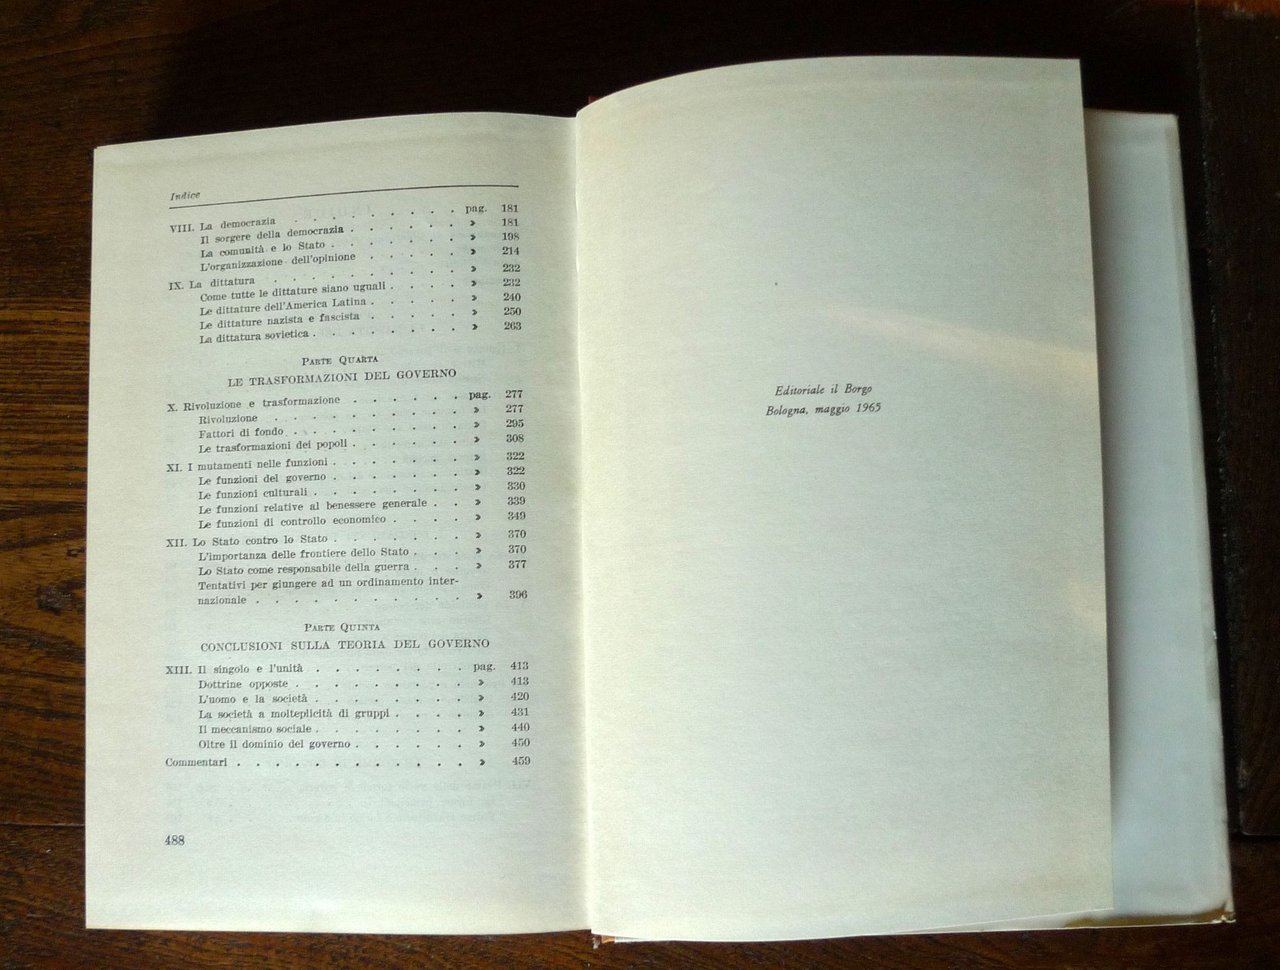 Indice
VIII. La democrazia . . . . . . . . pag. 181
Il sorgere della democrazia . . . . . . » 181
La comunità e lo Stato . . . . . . . » 198
L'organizzazione dell'opinione . . . . . » 214
IX. La dittatura . . . . . . . . . » 232
Come tutte le dittature siano uguali . . . . » 232
Le dittature dell'America Latina . . . . . » 240
Le dittature nazista e fascista . . . . . » 250
La dittatura sovietica . . . . . . . . » 263
Parte Quarta
LE TRASFORMAZIONI DEL GOVERNO
X. Rivoluzione e trasformazione . . . . . . pag. 277
Rivoluzione . . . . . . . . . . » 277
Fattori di fondo . . . . . . . . . » 295
Le trasformazioni dei popoli . . . . . . » 308
XI. I mutamenti nelle funzioni . . . . . . . » 322
Le funzioni del governo . . . . . . . » 322
Le funzioni culturali . . . . . . . . » 330
Le funzioni relative al benessere generale . . » 339
Le funzioni di controllo economico . . . . » 349
XII. Lo Stato contro lo Stato . . . . . . . » 370
L'importanza delle frontiere dello Stato . . . » 370
Lo Stato come responsabile della guerra . . . » 377
Tentativi per giungere ad un ordinamento inter-
nazionale . . . . . . . . . . . » 396
Parte Quinta
CONCLUSIONI SULLA TEORIA DEL GOVERNO
XIII. Il singolo e l'unità . . . . . . . . pag. 413
Dottrine opposte . . . . . . . . . » 413
L'uomo e la società . . . . . . . . » 420
La società a molteplicità di gruppi . . . . » 431
Il meccanismo sociale . . . . . . . . » 440
Oltre il dominio del governo . . . . . . » 450
Commentari . . . . . . . . . . . . » 459
488
Editoriale il Borgo
Bologna, maggio 1965